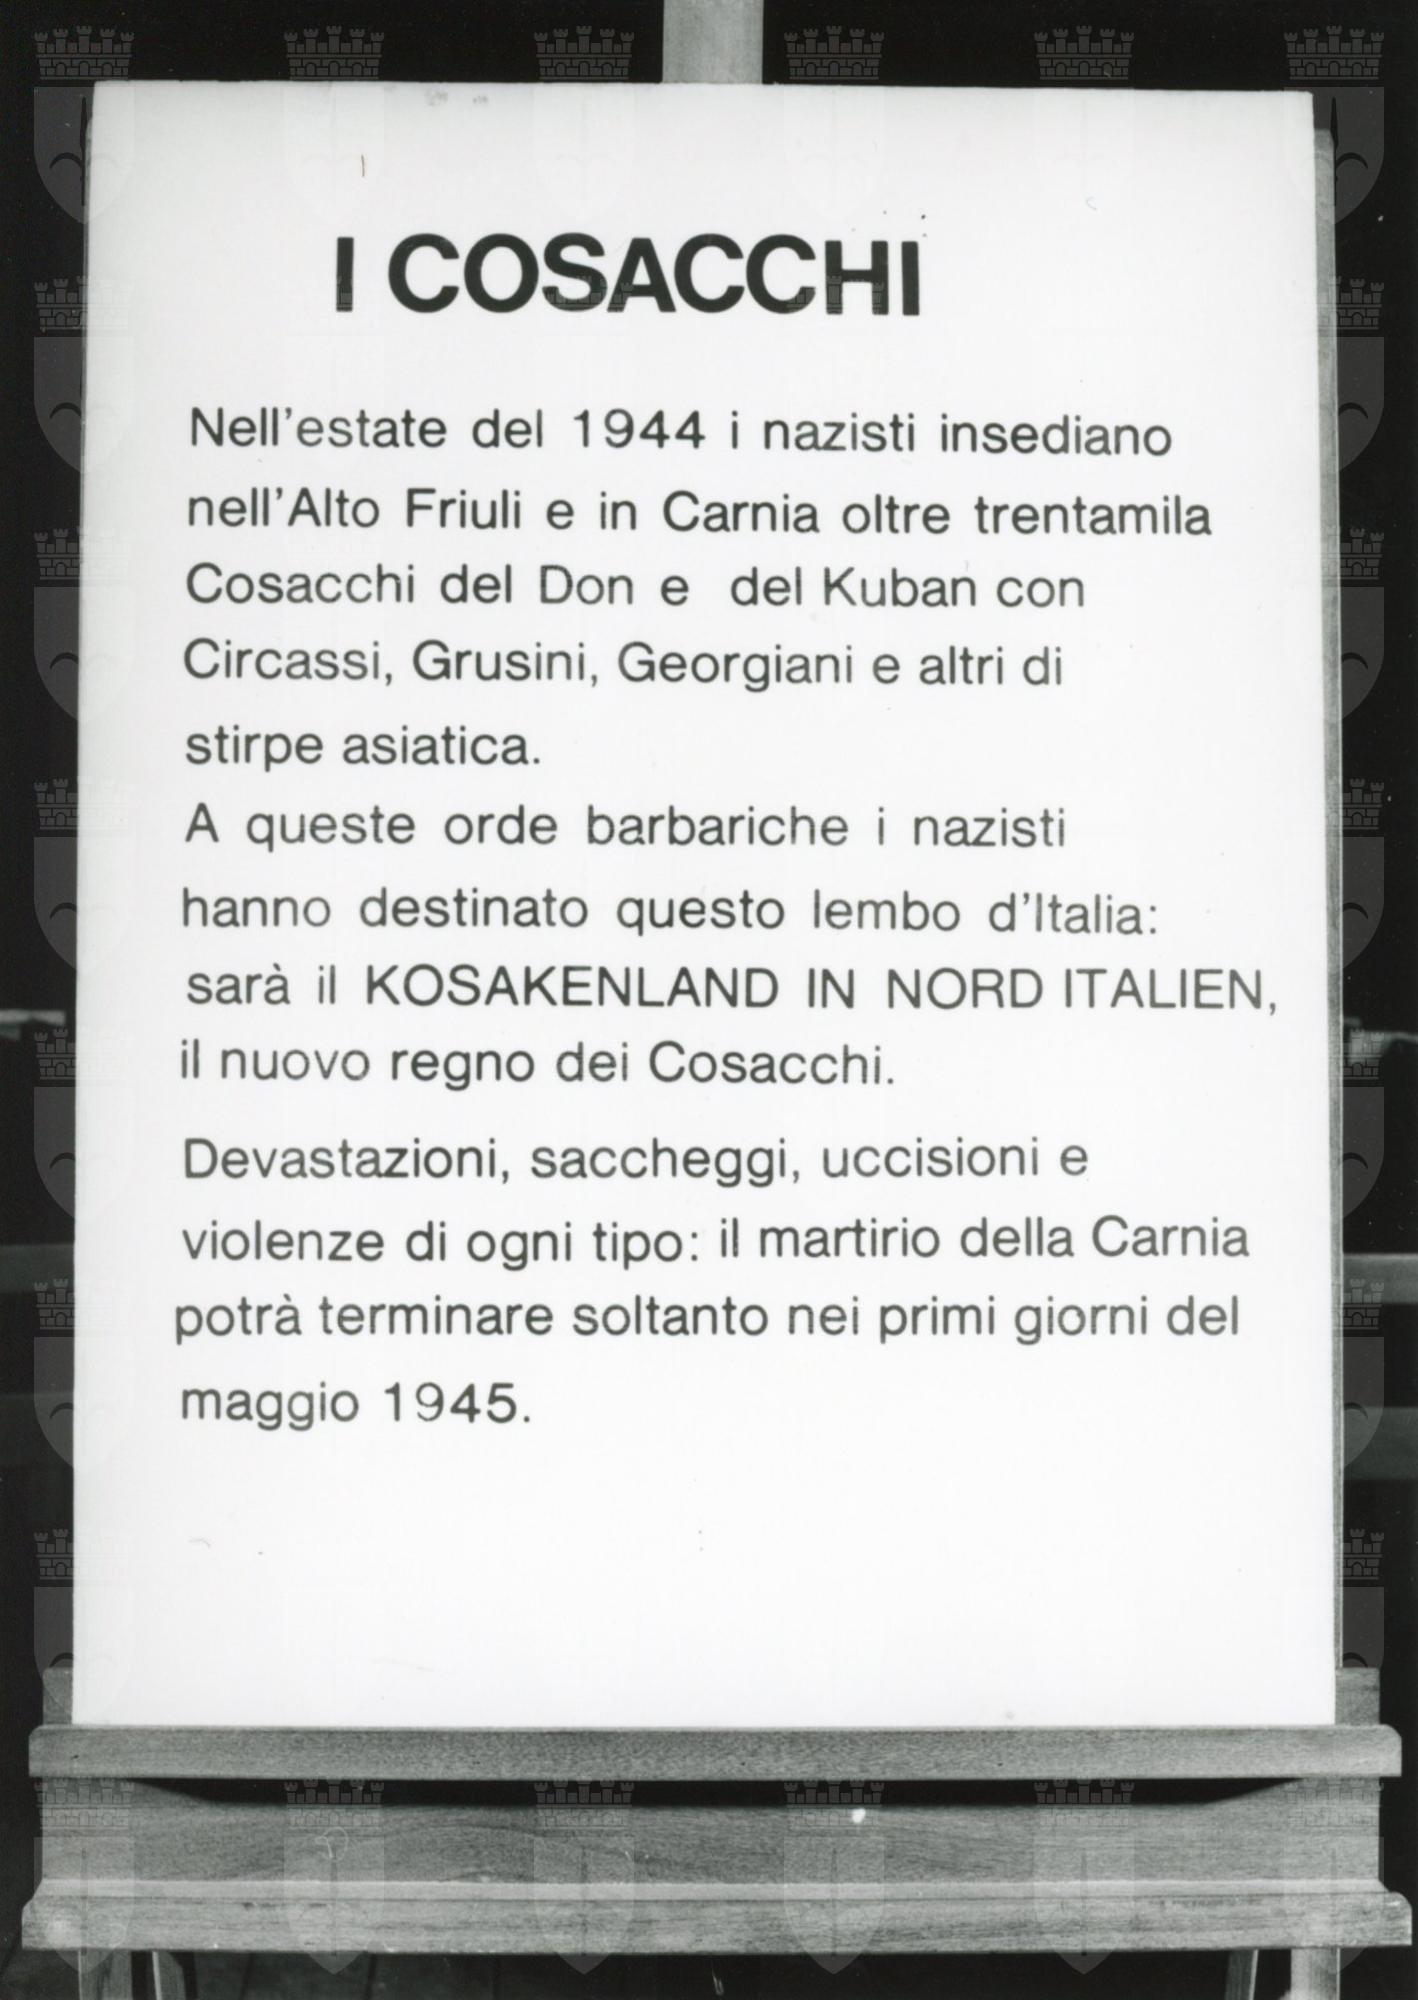 I COSACCHI
Nell'estate del 1944 i nazisti insediano
nell'Alto Friuli e in Carnia oltre trentamila
Cosacchi del Don e del Kuban con
Circassi, Grusini, Georgiani e altri di
stirpe asiatica.
A queste orde barbariche i nazisti
hanno destinato questo lembo d'Italia:
sarà il KOSAKENLAND IN NORD ITALIEN,
il nuovo regno dei Cosacchi.
Devastazioni, saccheggi, uccisioni e
violenze di ogni tipo: il martirio della Carnia
potrà terminare soltanto nei primi giorni del
maggio 1945.